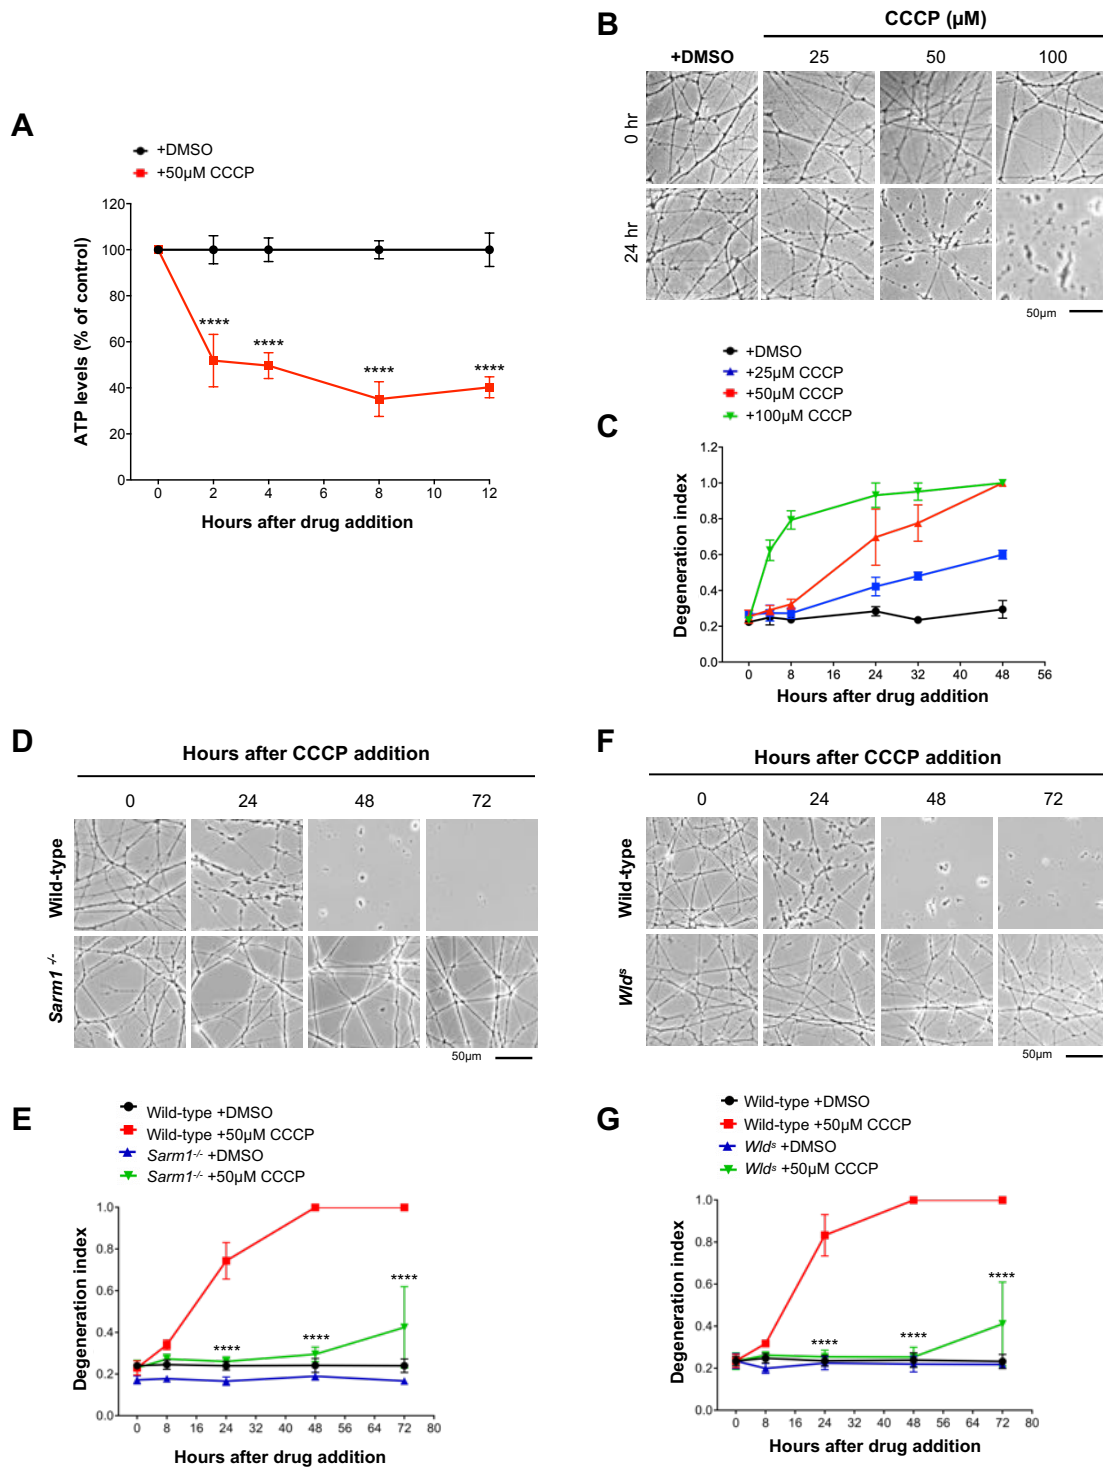 A
+DMSO
+50µM CCCP
ATP levels (% of control)
120
100
80
60
40
20
0
****
****
****
****
0 2 4 6 8 10 12
Hours after drug addition
B
CCCP (µM)
+DMSO 25 50 100
0 hr
24 hr
50µm
C
+DMSO
+25µM CCCP
+50µM CCCP
+100µM CCCP
Degeneration index
1.2
1.0
0.8
0.6
0.4
0.2
0.0
0 8 16 24 32 40 48 56
Hours after drug addition
D
Hours after CCCP addition
0 24 48 72
Wild-type
Sarm1 -/-
50µm
E
Wild-type +DMSO
Wild-type +50µM CCCP
Sarm1-/- +DMSO
Sarm1-/- +50µM CCCP
Degeneration index
1.0
0.8
0.6
0.4
0.2
0.0
****
****
****
0 8 16 24 32 40 48 56 64 72 80
Hours after drug addition
F
Hours after CCCP addition
0 24 48 72
Wild-type
Wlds
50µm
G
Wild-type +DMSO
Wild-type +50µM CCCP
Wlds +DMSO
Wlds +50µM CCCP
Degeneration index
1.0
0.8
0.6
0.4
0.2
0.0
****
****
****
0 8 16 24 32 40 48 56 64 72 80
Hours after drug addition